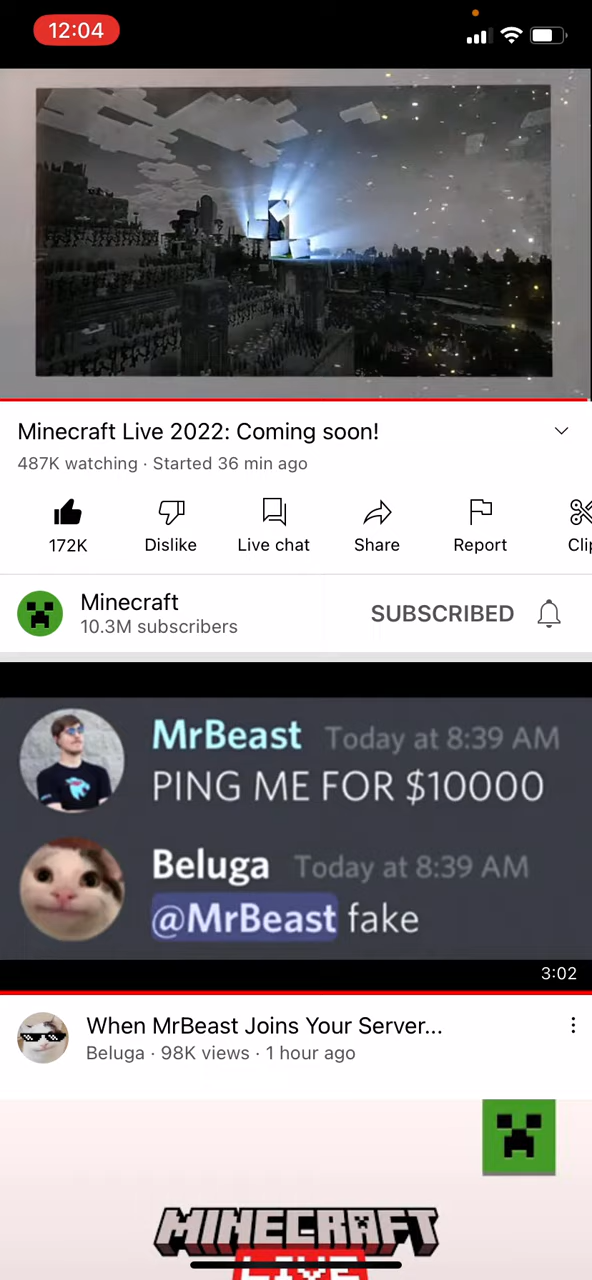 12:04
Minecraft Live 2022: Coming soon!
487K watching · Started 36 min ago
172K Dislike Live chat Share Report Cli
Minecraft
10.3M subscribers
SUBSCRIBED
MrBeast Today at 8:39 AM
PING ME FOR $10000
Beluga Today at 8:39 AM
@MrBeast fake
3:02
When MrBeast Joins Your Server...
Beluga · 98K views · 1 hour ago
MINECRAFT
LIVE